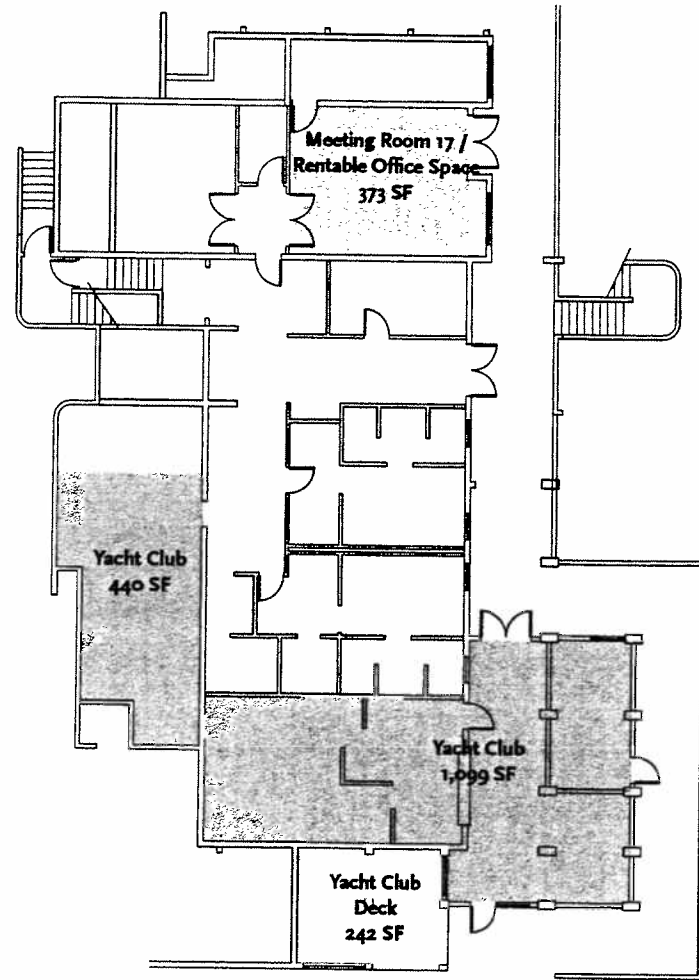 Meeting Room 17 /
Rentable Office Space
373 SF
Yacht Club
440 SF
Yacht Club
1,099 SF
Yacht Club
Deck
242 SF